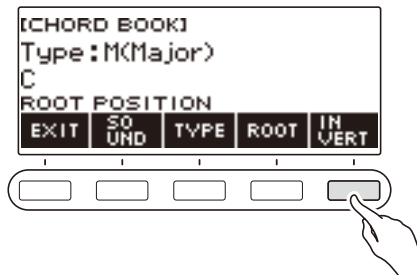 [CHORD BOOK]
Type:M(Major)
C
ROOT POSITION
EXIT SO UND TYPE ROOT IN VERT